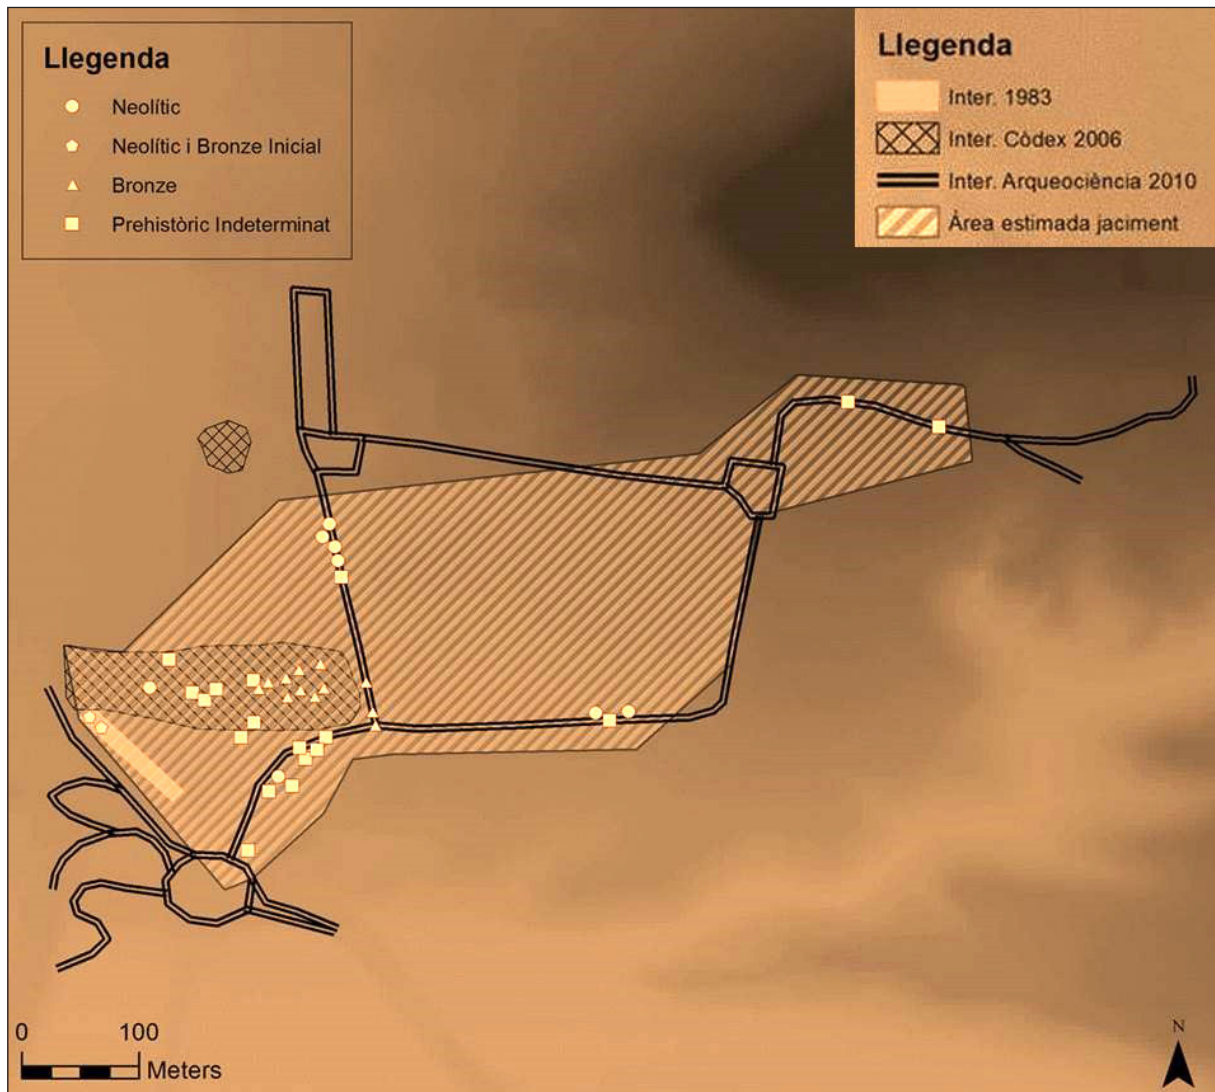 Llegenda
Neolític
Neolític i Bronze Inicial
Bronze
Prehistòric Indeterminat
Llegenda
Inter. 1983
Inter. Còdex 2006
Inter. Arqueociència 2010
Àrea estimada jaciment
0 100
Meters
N